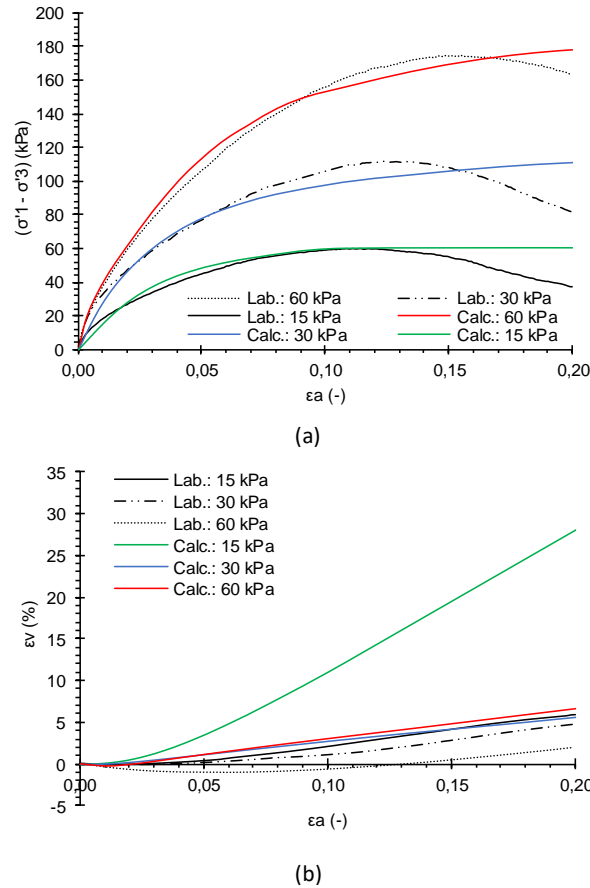 200
180
160
140
120
100
80
60
40
20
0
(σ'1 - σ'3) (kPa)
Lab.: 60 kPa
Lab.: 30 kPa
Lab.: 15 kPa
Calc.: 60 kPa
Calc.: 30 kPa
Calc.: 15 kPa
0,00 0,05 0,10 0,15 0,20
εa (-)
(a)
35
30
25
20
15
10
5
0
-5
εv (%)
Lab.: 15 kPa
Lab.: 30 kPa
Lab.: 60 kPa
Calc.: 15 kPa
Calc.: 30 kPa
Calc.: 60 kPa
0,00 0,05 0,10 0,15 0,20
εa (-)
(b)